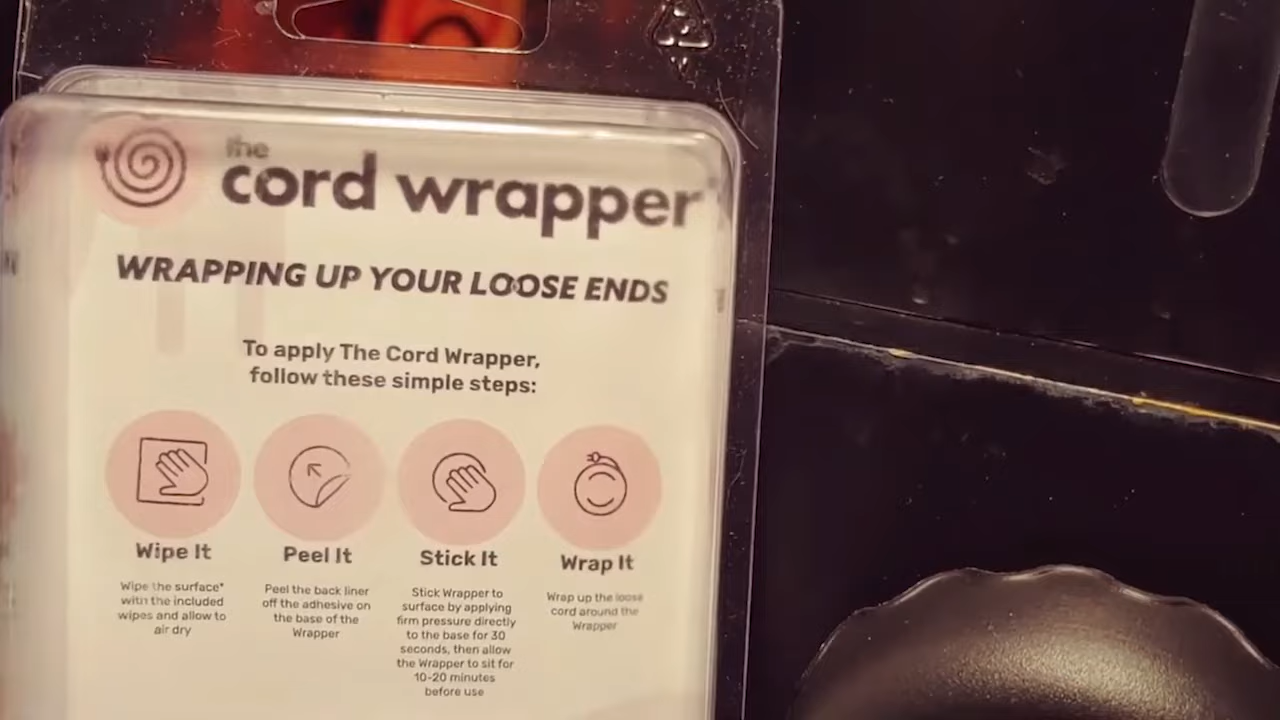 the
cord wrapper
WRAPPING UP YOUR LOOSE ENDS
To apply The Cord Wrapper,
follow these simple steps:
Wipe It
Wipe the surface*
with the included
wipes and allow to
air dry
Peel It
Peel the back liner
off the adhesive on
the base of the
Wrapper
Stick It
Stick Wrapper to
surface by applying
firm pressure directly
to the base for 30
seconds, then allow
the Wrapper to sit for
10-20 minutes
before use
Wrap It
Wrap up the loose
cord around the
Wrapper